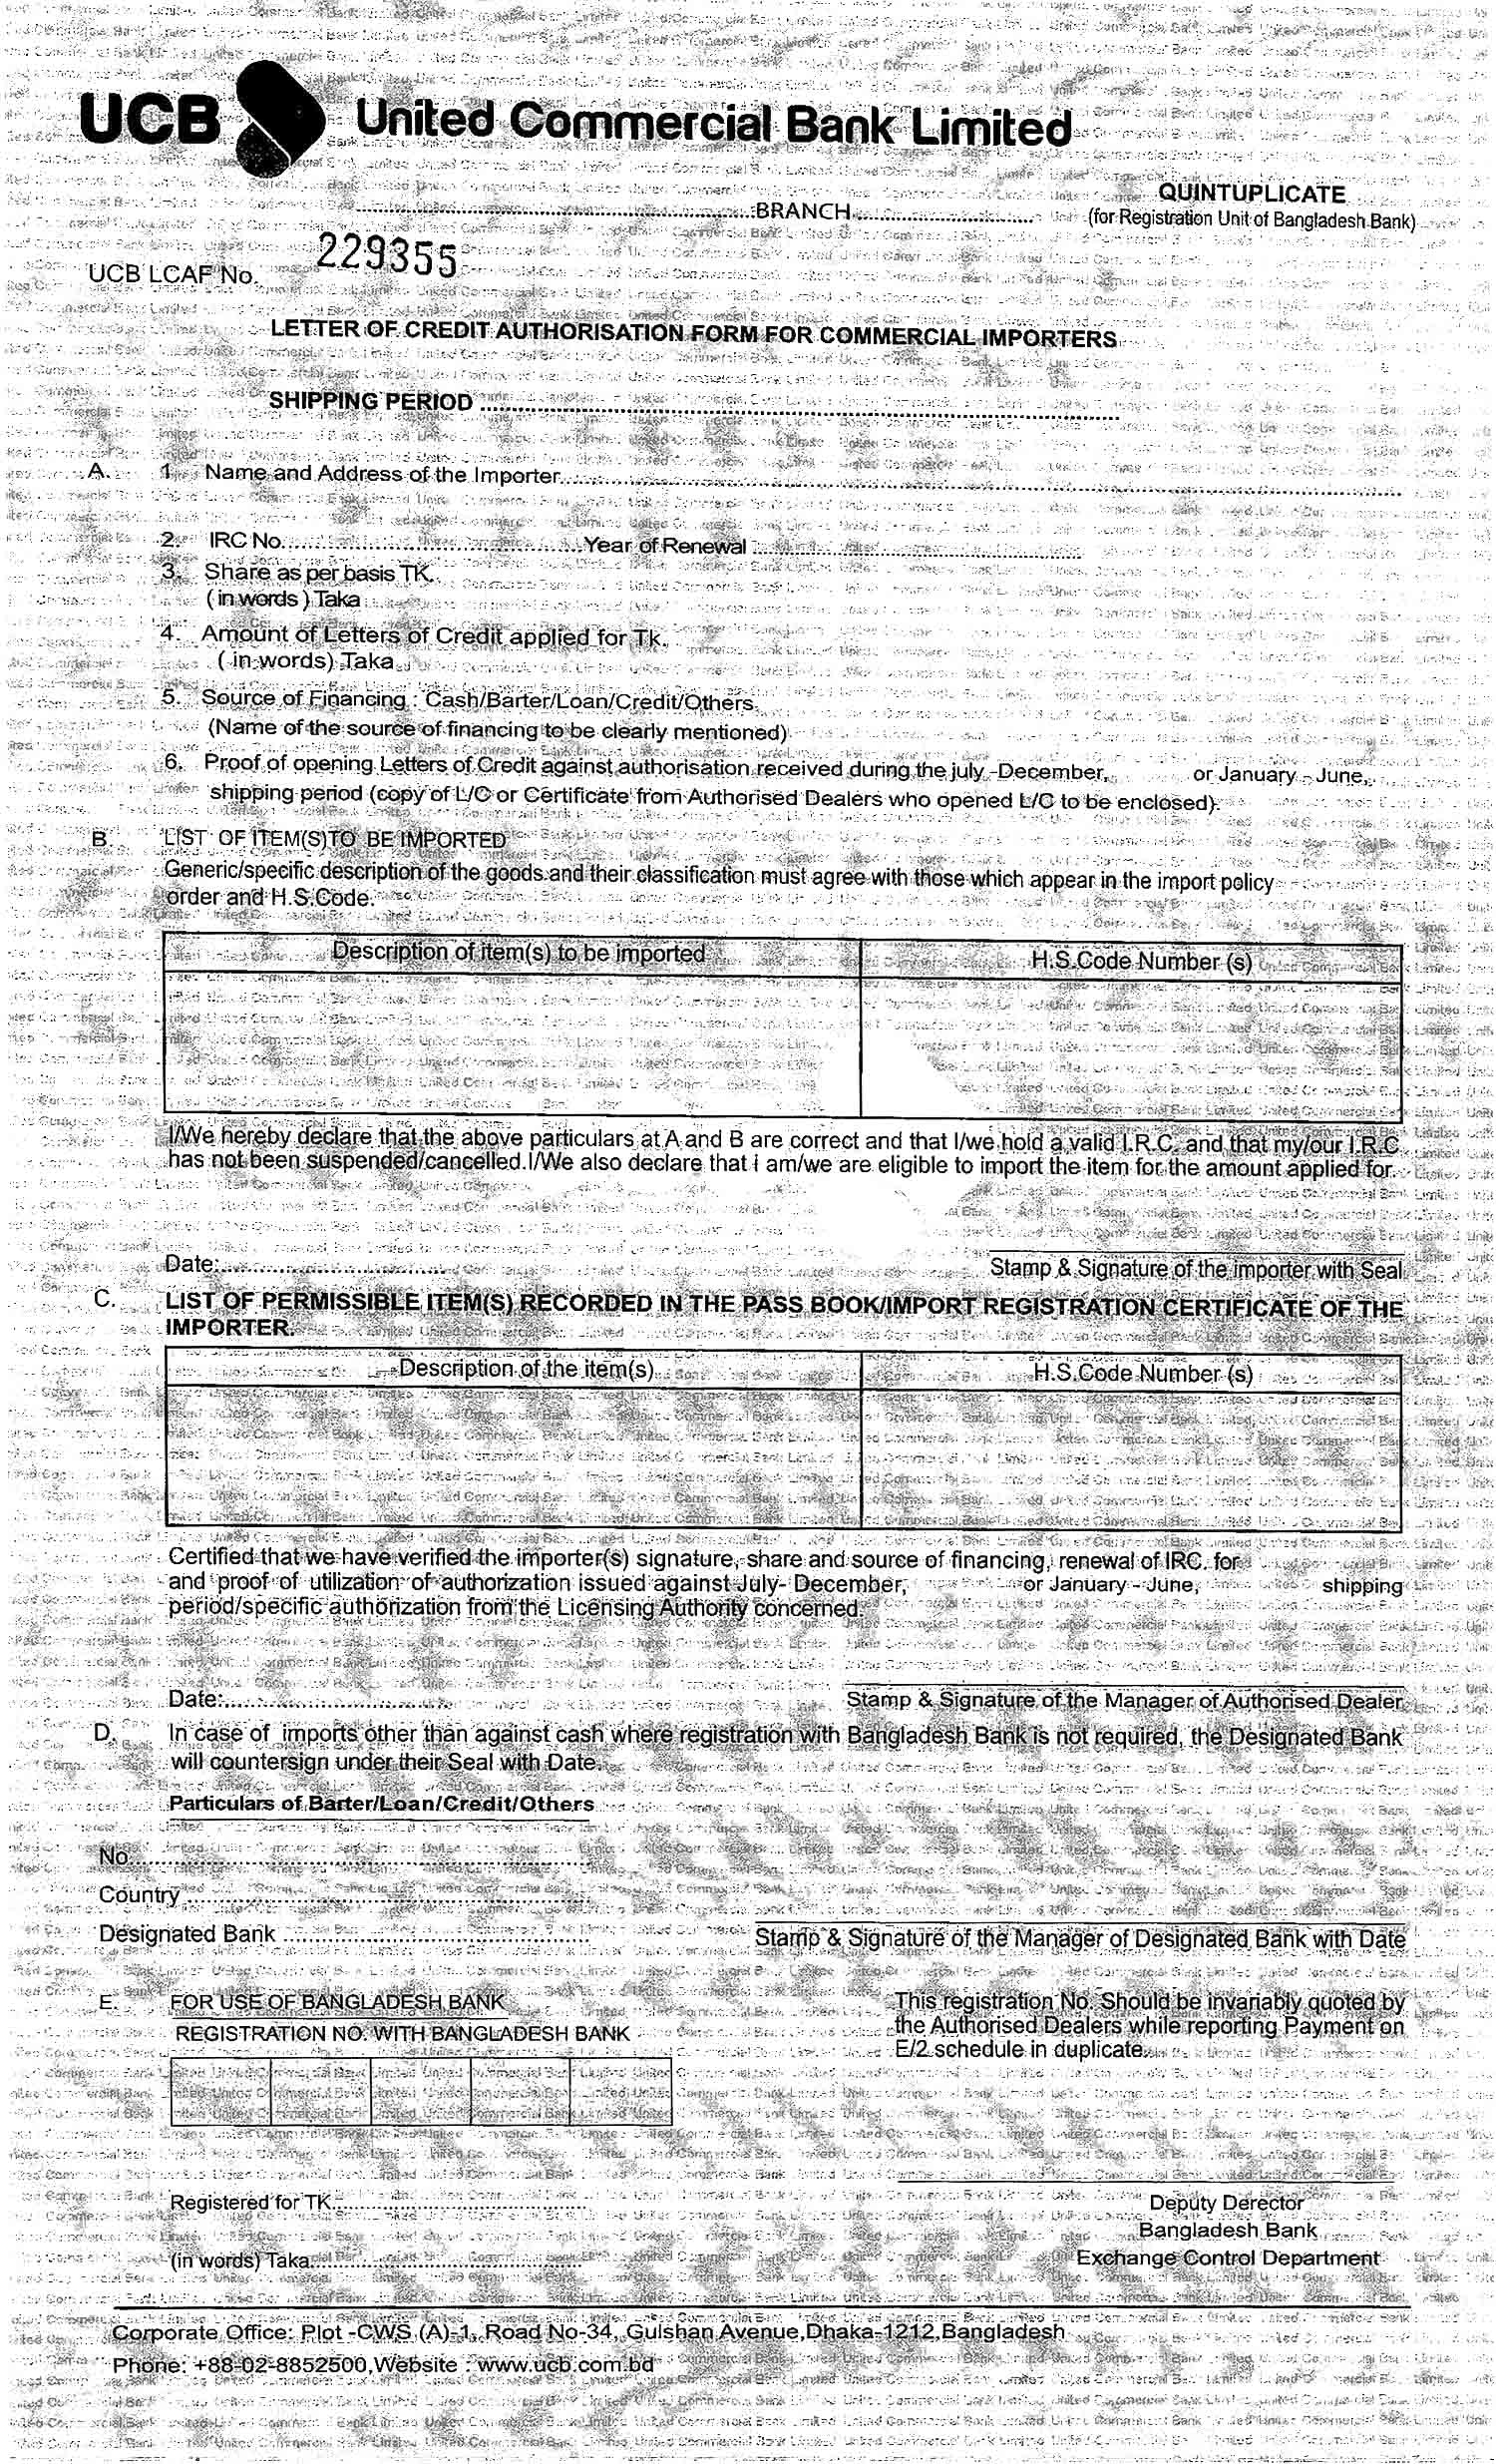 UCB United Commercial Bank Limited
QUINTUPLICATE
..........BRANCH..........
(for Registration Unit of Bangladesh Bank)
UCB LCAF No. 229355
LETTER OF CREDIT AUTHORISATION FORM FOR COMMERCIAL IMPORTERS
SHIPPING PERIOD ..........
A. 1. Name and Address of the Importer..........
2. IRC No..........Year of Renewal ..........
3. Share as per basis TK.
( in words ) Taka
4. Amount of Letters of Credit applied for Tk.
( in words) Taka
5. Source of Financing : Cash/Barter/Loan/Credit/Others.
(Name of the source of financing to be clearly mentioned)
6. Proof of opening Letters of Credit against authorisation received during the july -December, or January - June,
shipping period (copy of L/C or Certificate from Authorised Dealers who opened L/C to be enclosed).
B. LIST OF ITEM(S)TO BE IMPORTED
Generic/specific description of the goods and their classification must agree with those which appear in the import policy
order and H.S.Code.
Description of item(s) to be imported H.S.Code Number (s)
I/We hereby declare that the above particulars at A and B are correct and that I/we hold a valid I.R.C. and that my/our I.R.C
has not been suspended/cancelled.I/We also declare that i am/we are eligible to import the item for the amount applied for.
Date:..........
Stamp & Signature of the importer with Seal
C. LIST OF PERMISSIBLE ITEM(S) RECORDED IN THE PASS BOOK/IMPORT REGISTRATION CERTIFICATE OF THE
IMPORTER.
Description of the item(s) H.S.Code Number (s)
Certified that we have verified the importer(s) signature, share and source of financing, renewal of IRC. for
and proof of utilization of authorization issued against July- December, or January - June, shipping
period/specific authorization from the Licensing Authority concerned.
Date:..........
Stamp & Signature of the Manager of Authorised Dealer
D. In case of imports other than against cash where registration with Bangladesh Bank is not required, the Designated Bank
will countersign under their Seal with Date.
Particulars of Barter/Loan/Credit/Others
No..........
Country ..........
Designated Bank ..........
Stamp & Signature of the Manager of Designated Bank with Date
E. FOR USE OF BANGLADESH BANK
REGISTRATION NO. WITH BANGLADESH BANK
This registration No. Should be invariably quoted by
the Authorised Dealers while reporting Payment on
E/2 schedule in duplicate.
Registered for TK..........
(in words) Taka..........
Deputy Derector
Bangladesh Bank
Exchange Control Department
Corporate Office: Plot -CWS (A)-1, Road No-34, Gulshan Avenue,Dhaka-1212,Bangladesh
Phone: +88-02-8852500,Website : www.ucb.com.bd